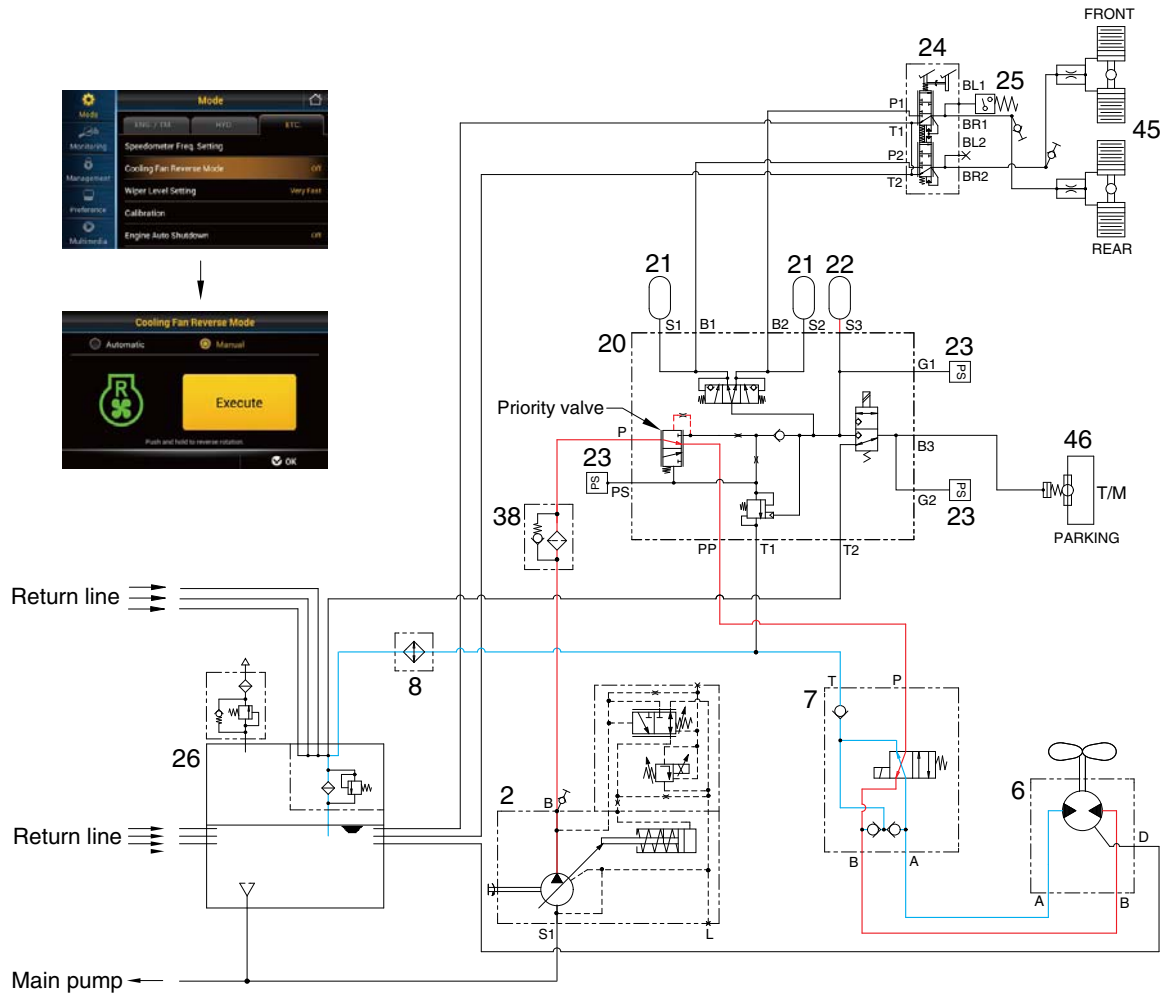 Mode
Mode
ENG. / T.M.
HYD.
ETC.
Monitoring
Management
Preference
Multimedia
Speedometer Freq. Setting
Cooling Fan Reverse Mode Off
Wiper Level Setting Very Fast
Calibration
Engine Auto Shutdown Off
Cooling Fan Reverse Mode
Automatic
Manual
R
Execute
Push and hold to reverse rotation.
OK
FRONT
24
BL1
25
P1
T1
BR1
BL2
P2
T2
BR2
45
REAR
21
21
22
S1
B1
B2
S2
S3
20
G1
23
PS
Priority valve
P
B3
46
23
PS
PS
T/M
G2
23
PS
38
PP
T1
T2
PARKING
Return line
8
T
P
7
26
2
B
6
D
Return line
B
A
A
B
S1
L
Main pump